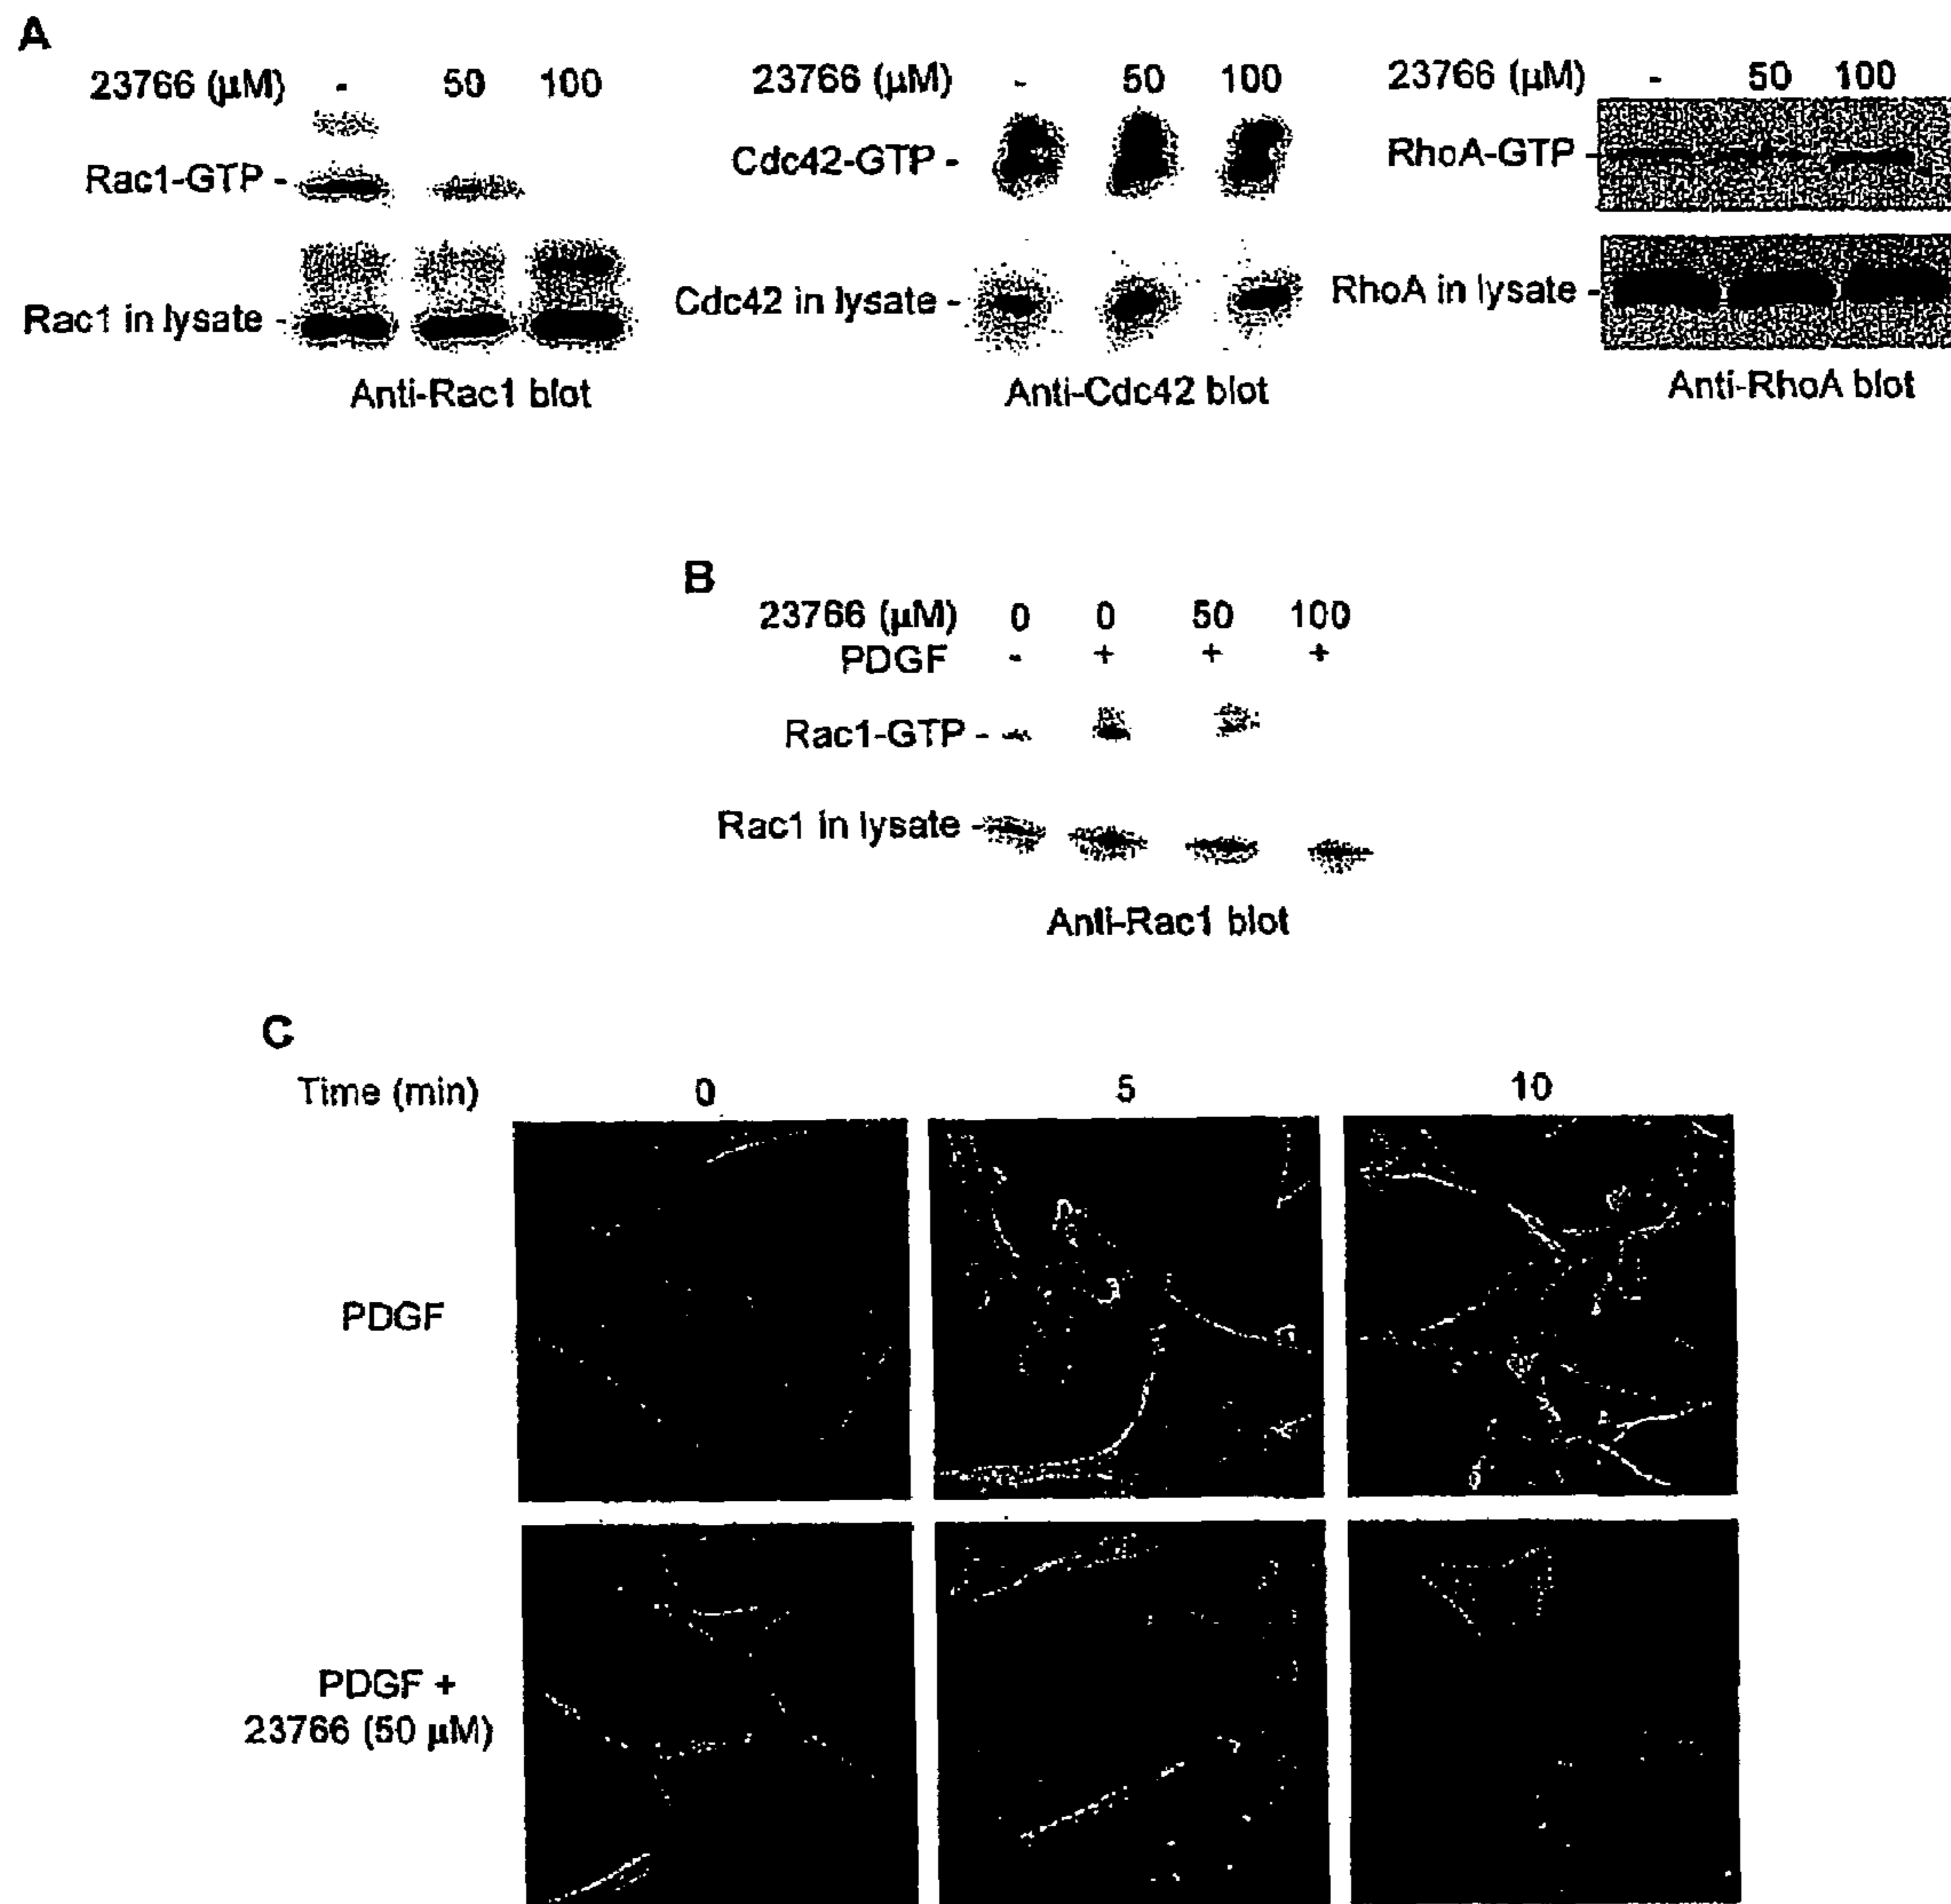 A
23766 (μM) - 50 100
Rac1-GTP -
Rac1 in lysate -
Anti-Rac1 blot
23766 (μM) - 50 100
Cdc42-GTP -
Cdc42 in lysate -
Anti-Cdc42 blot
23766 (μM) - 50 100
RhoA-GTP -
RhoA in lysate -
Anti-RhoA blot
B
23766 (μM) 0 0 50 100
PDGF - + + +
Rac1-GTP -
Rac1 in lysate -
Anti-Rac1 blot
C
Time (min) 0 5 10
PDGF
PDGF +
23766 (50 μM)